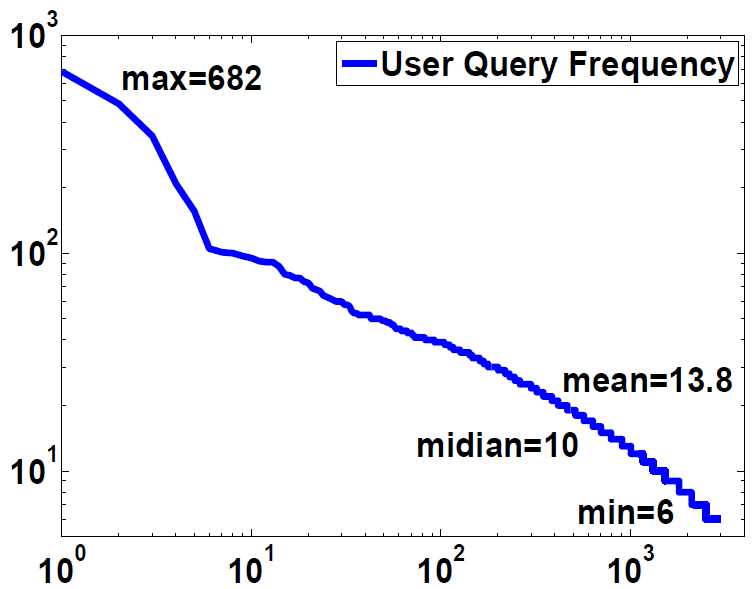 10³
User Query Frequency
max=682
10²
mean=13.8
midian=10
10¹
min=6
10⁰ 10¹ 10² 10³